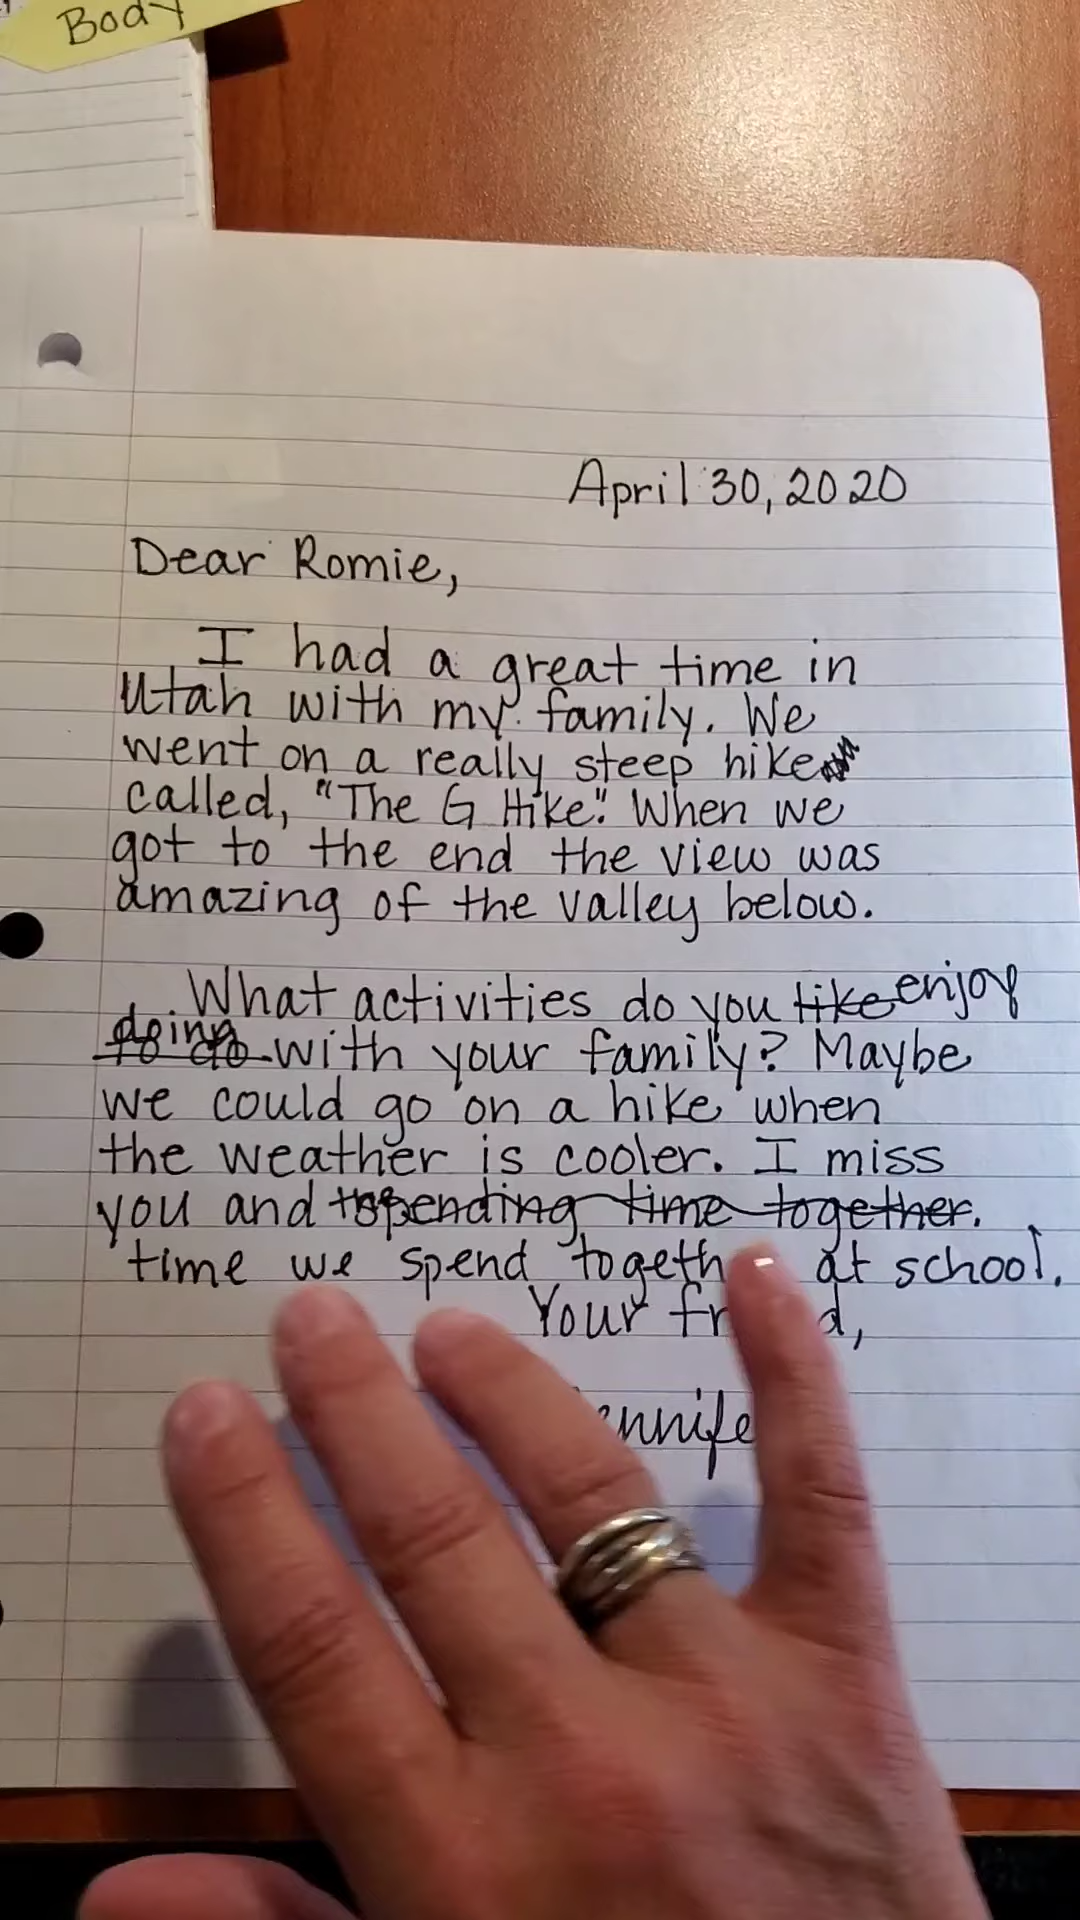 Body
April 30, 2020
Dear Romie,
I had a great time in
Utah with my family. We
went on a really steep hike
called, "The G Hike." When we
got to the end the view was
amazing of the valley below.
What activities do you like enjoy
doing
to do with your family? Maybe
we could go on a hike when
the weather is cooler. I miss
you and spending time together.
time we spend togeth at school.
Your fr d,
ennife